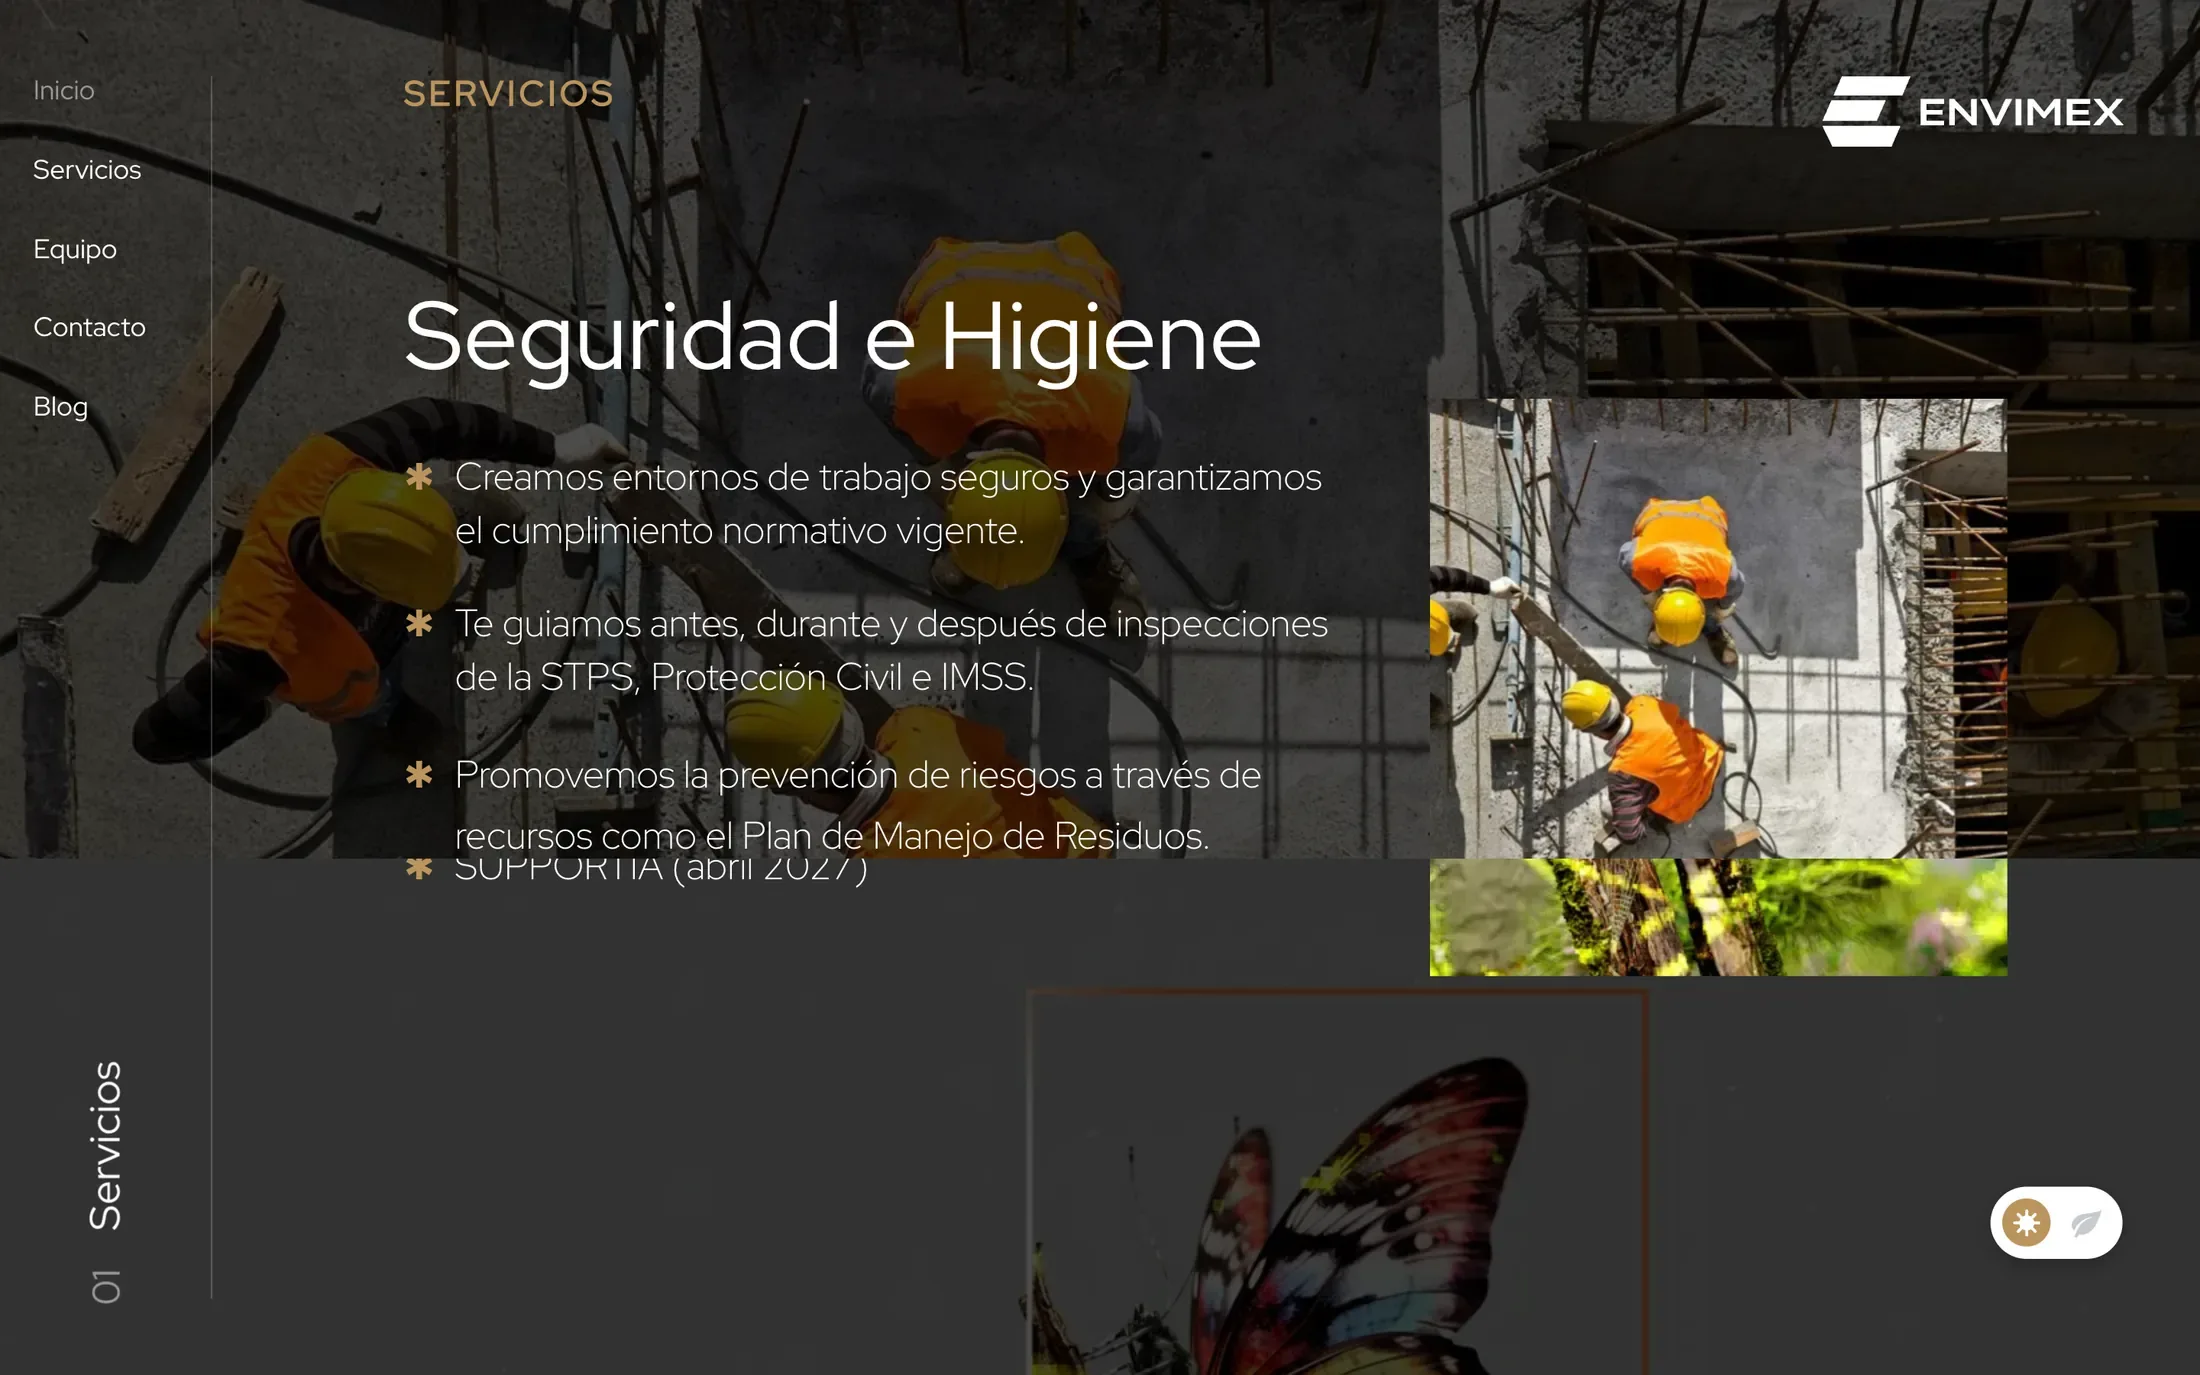 Inicio
Servicios
Equipo
Contacto
Blog
SERVICIOS
ENVIMEX
Seguridad e Higiene
✱ Creamos entornos de trabajo seguros y garantizamos
el cumplimiento normativo vigente.
✱ Te guiamos antes, durante y después de inspecciones
de la STPS, Protección Civil e IMSS.
✱ Promovemos la prevención de riesgos a través de
recursos como el Plan de Manejo de Residuos.
✱ SUPPORTIA (abril 2027)
01 Servicios